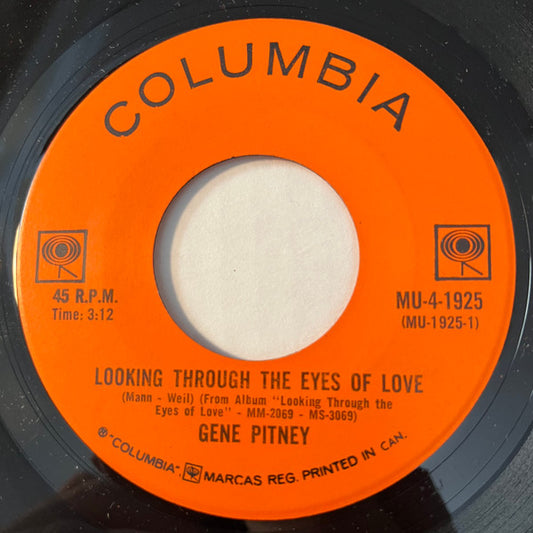 COLUMBIA
45 R.P.M.
Time: 3:12
MU-4-1925
(MU-1925-1)
LOOKING THROUGH THE EYES OF LOVE
(Mann - Weil) (From Album "Looking Through the
Eyes of Love" - MM-2069 - MS-3069)
GENE PITNEY
® "COLUMBIA", MARCAS REG. PRINTED IN CAN.